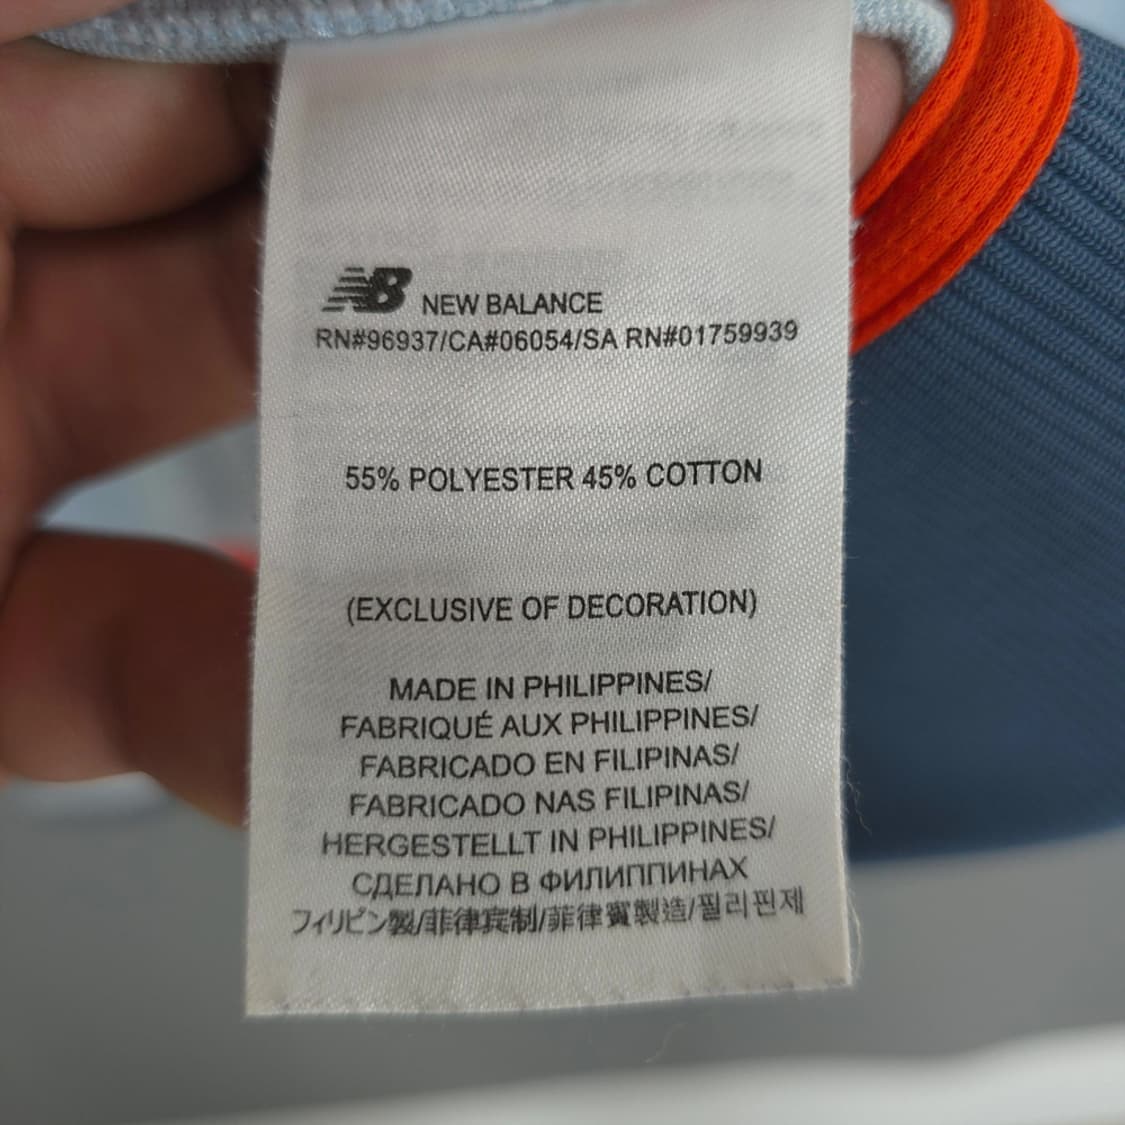 NB NEW BALANCE
RN#96937/CA#06054/SA RN#01759939
55% POLYESTER 45% COTTON
(EXCLUSIVE OF DECORATION)
MADE IN PHILIPPINES/
FABRIQUÉ AUX PHILIPPINES/
FABRICADO EN FILIPINAS/
FABRICADO NAS FILIPINAS/
HERGESTELLT IN PHILIPPINES/
СДЕЛАНО В ФИЛИППИНАХ
フィリピン製/菲律宾制/菲律賓製造/필리핀제